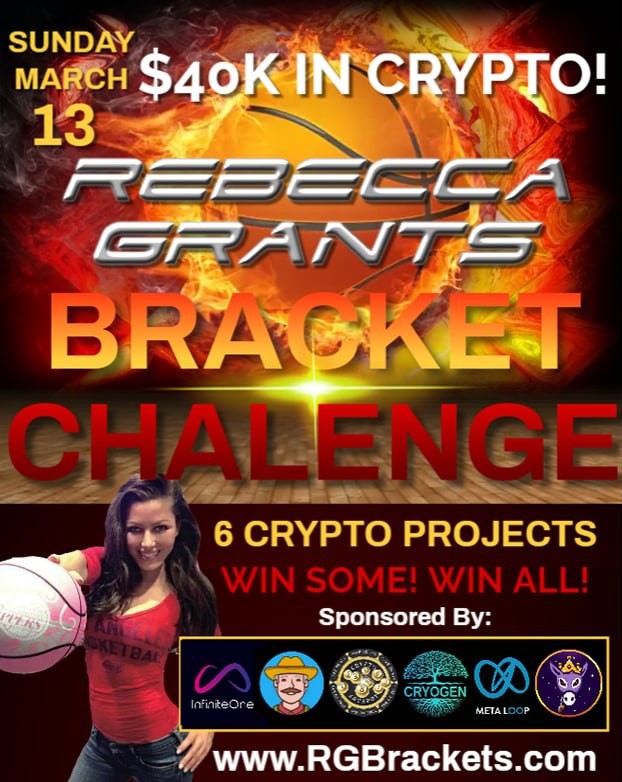 SUNDAY
MARCH
13
$40K IN CRYPTO!
REBECCA
GRANTS
BRACKET
CHALENGE
6 CRYPTO PROJECTS
WIN SOME! WIN ALL!
Sponsored By:
InfiniteOne
CRYOGEN
META LOOP
www.RGBrackets.com